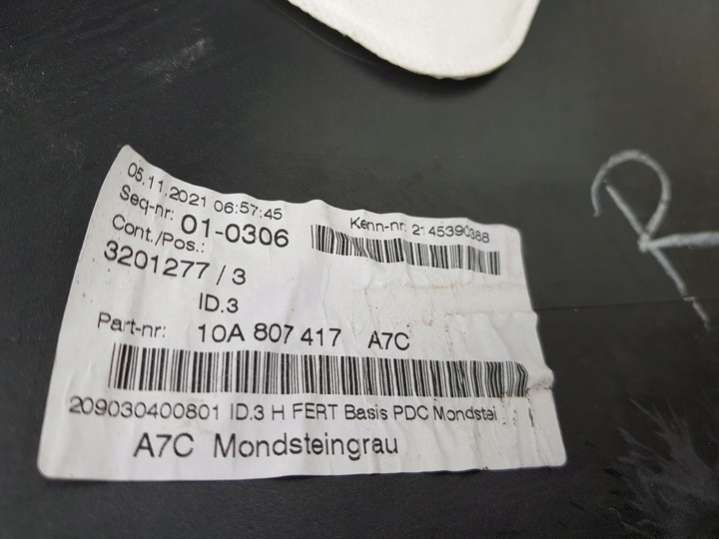 05.11.2021 06:57:45
Seq-nr: 01-0306
Kenn-nr: 2145390388
Cont./Pos.:
3201277 / 3
ID.3
Part-nr: 10A 807 417 A7C
209030400801 ID.3 H FERT Basis PDC Mondstei
A7C Mondsteingrau
R